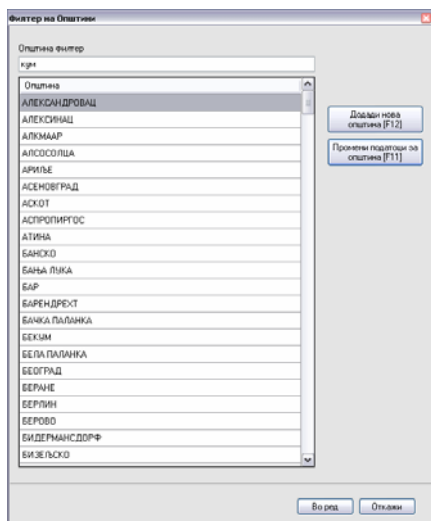 Филтер на Општини
Општина филтер
кум
Општина
АЛЕКСАНДРОВАЦ
АЛЕКСИНАЦ
АЛКМААР
АЛСОСОЛЦА
АРИЉЕ
АСЕНОВГРАД
АСКОТ
АСПРОПИРГОС
АТИНА
БАНСКО
БАЊА ЛУКА
БАР
БАРЕНДРЕХТ
БАЧКА ПАЛАНКА
БЕКУМ
БЕЛА ПАЛАНКА
БЕОГРАД
БЕРАНЕ
БЕРЛИН
БЕРОВО
БИДЕРМАНСДОРФ
БИЗЕЉСКО
Додади нова
општина [F12]
Промени податоци за
општина [F11]
Во ред
Откажи